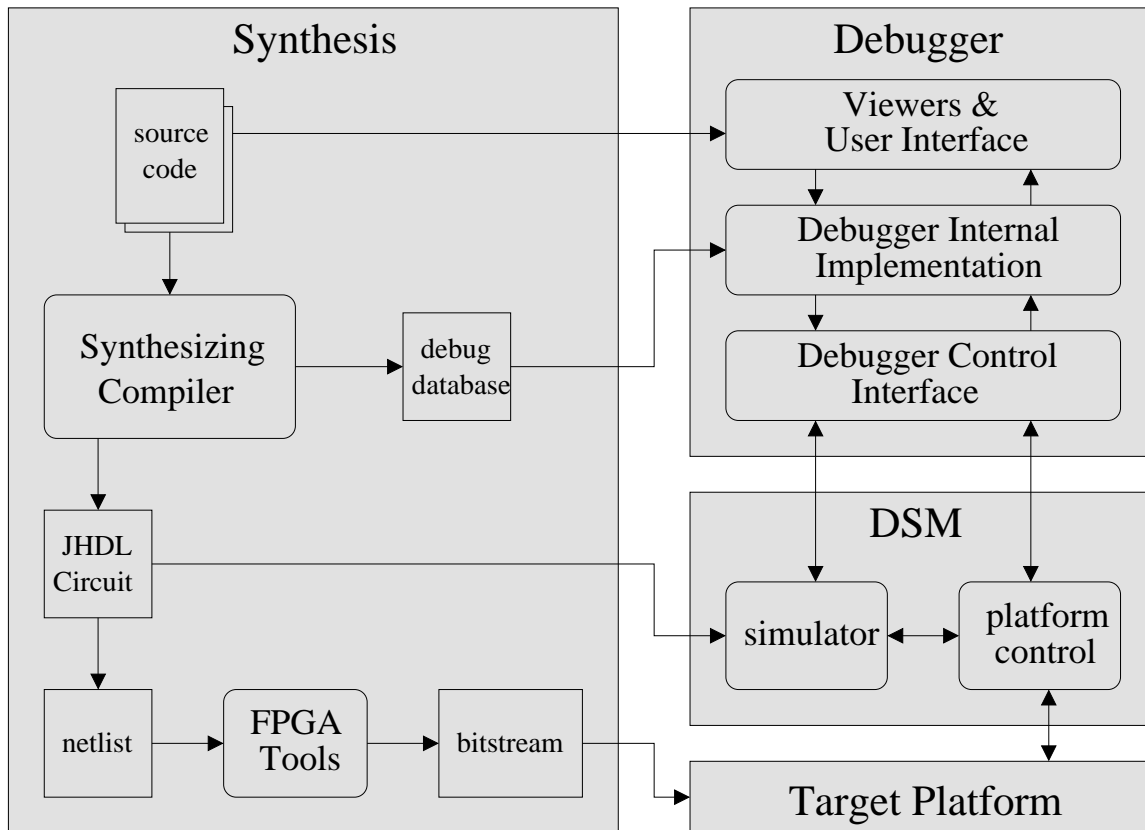 Synthesis
source
code
Synthesizing
Compiler
debug
database
JHDL
Circuit
netlist
FPGA
Tools
bitstream
Debugger
Viewers &
User Interface
Debugger Internal
Implementation
Debugger Control
Interface
DSM
simulator
platform
control
Target Platform